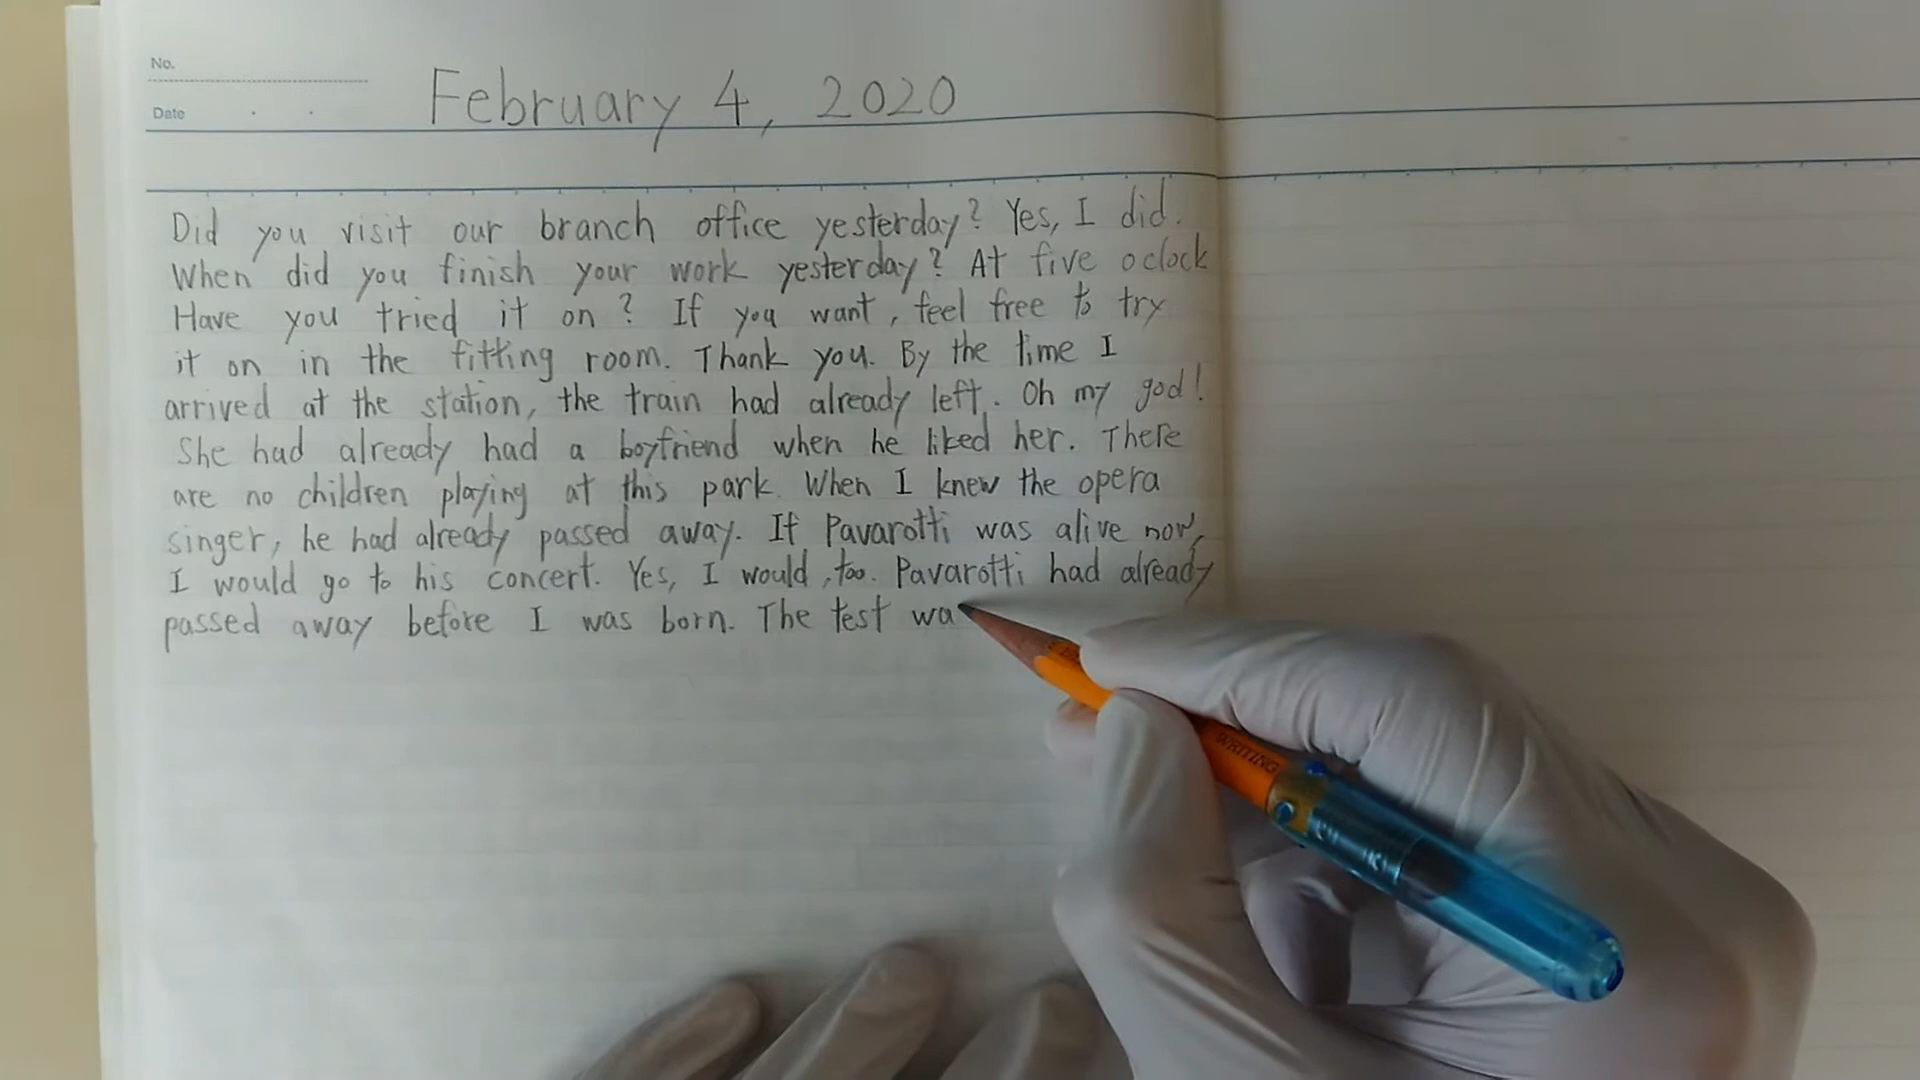 No.
Date
February 4, 2020
Did you visit our branch office yesterday? Yes, I did.
When did you finish your work yesterday? At five oclock
Have you tried it on? If you want, feel free to try
it on in the fitting room. Thank you. By the time I
arrived at the station, the train had already left. Oh my god!
She had already had a boyfriend when he liked her. There
are no children playing at this park. When I knew the opera
singer, he had already passed away. If Pavarotti was alive now,
I would go to his concert. Yes, I would, too. Pavarotti had already
passed away before I was born. The test wa
WRITING